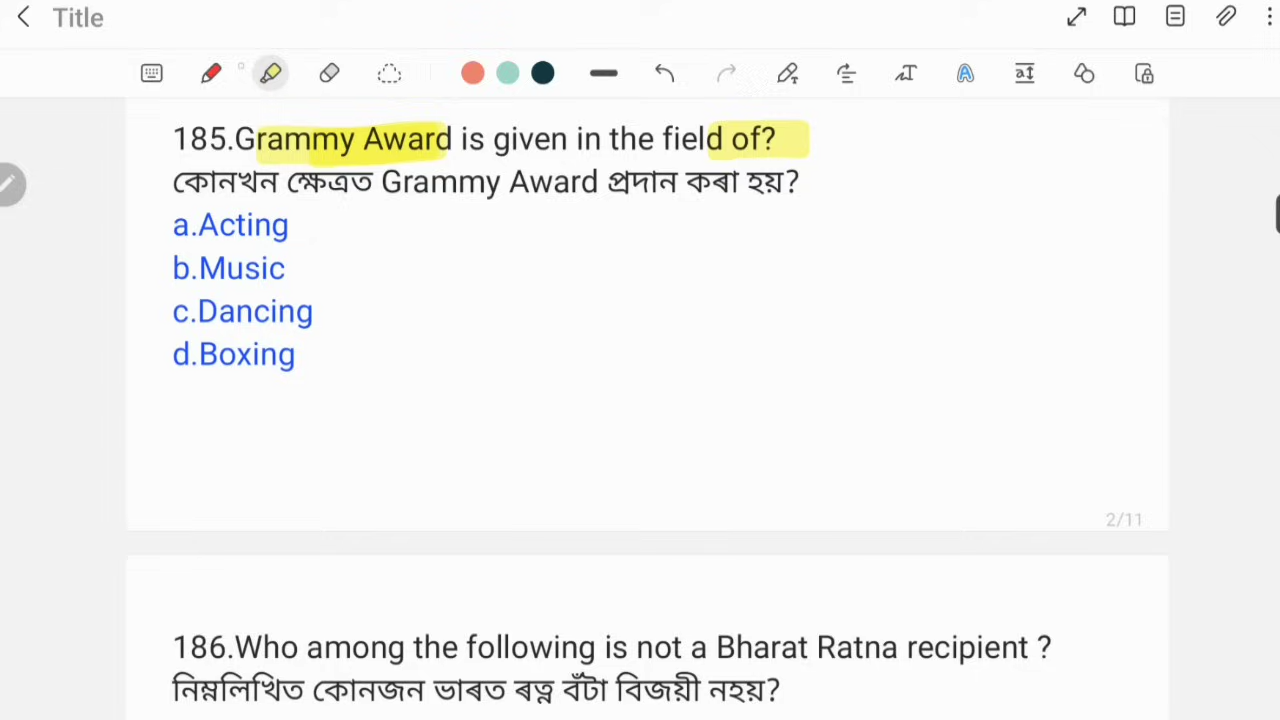 Title
185.Grammy Award is given in the field of?
কোনখন ক্ষেত্ৰত Grammy Award প্ৰদান কৰা হয়?
a.Acting
b.Music
c.Dancing
d.Boxing
2/11
186.Who among the following is not a Bharat Ratna recipient ?
নিম্নলিখিত কোনজন ভাৰত ৰত্ন বঁটা বিজয়ী নহয়?